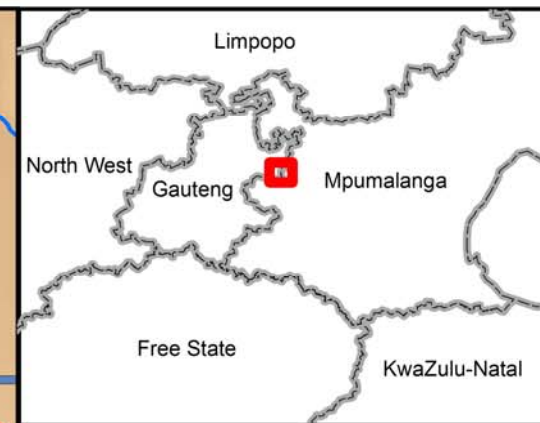 Limpopo
North West
Gauteng
Mpumalanga
Free State
KwaZulu-Natal